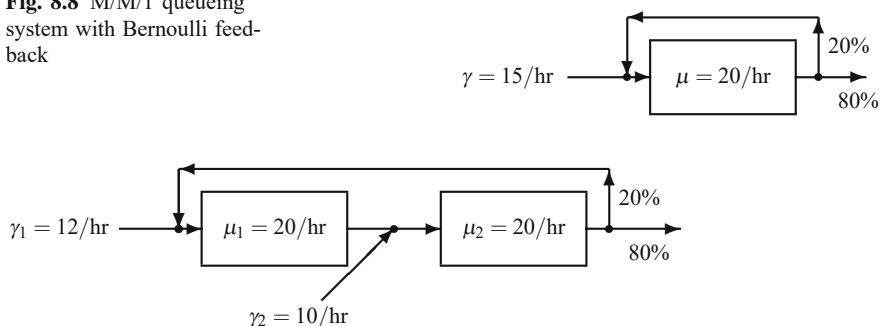 Fig. 8.8 M/M/1 queueing
system with Bernoulli feed-
back
20%
γ = 15/hr
μ = 20/hr
80%
20%
γ₁ = 12/hr
μ₁ = 20/hr
μ₂ = 20/hr
80%
γ₂ = 10/hr